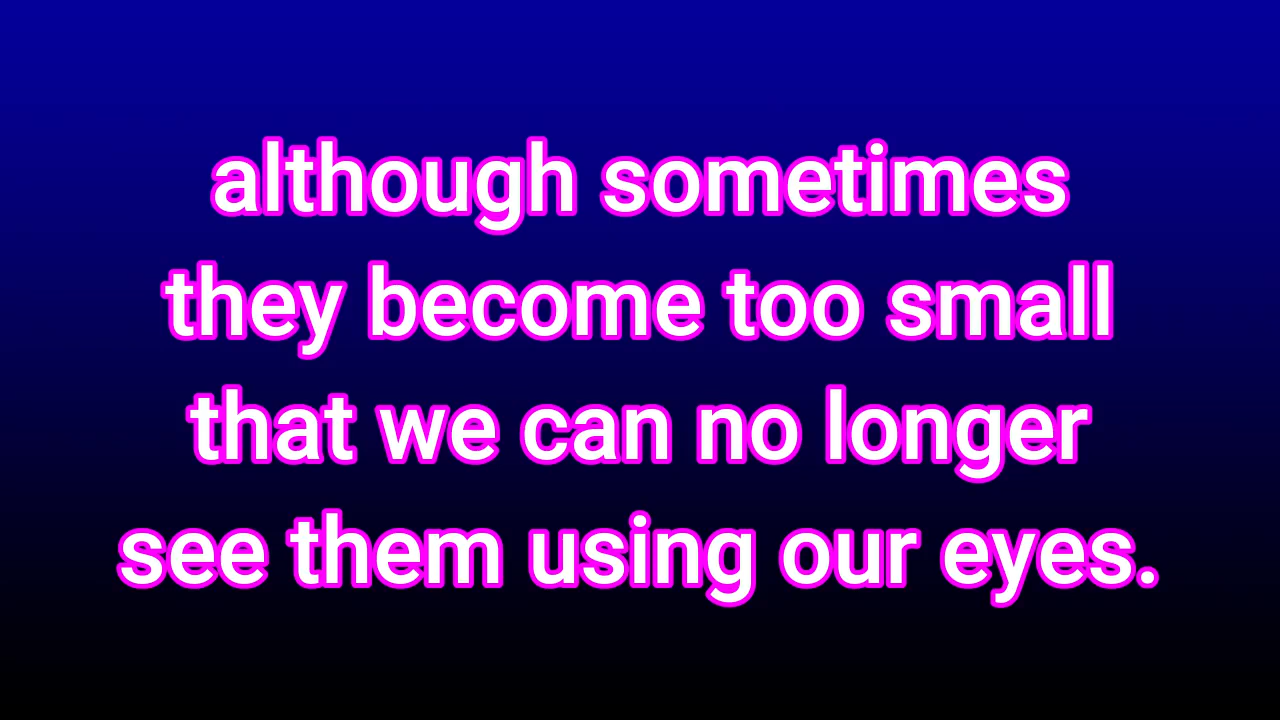 although sometimes
they become too small
that we can no longer
see them using our eyes.